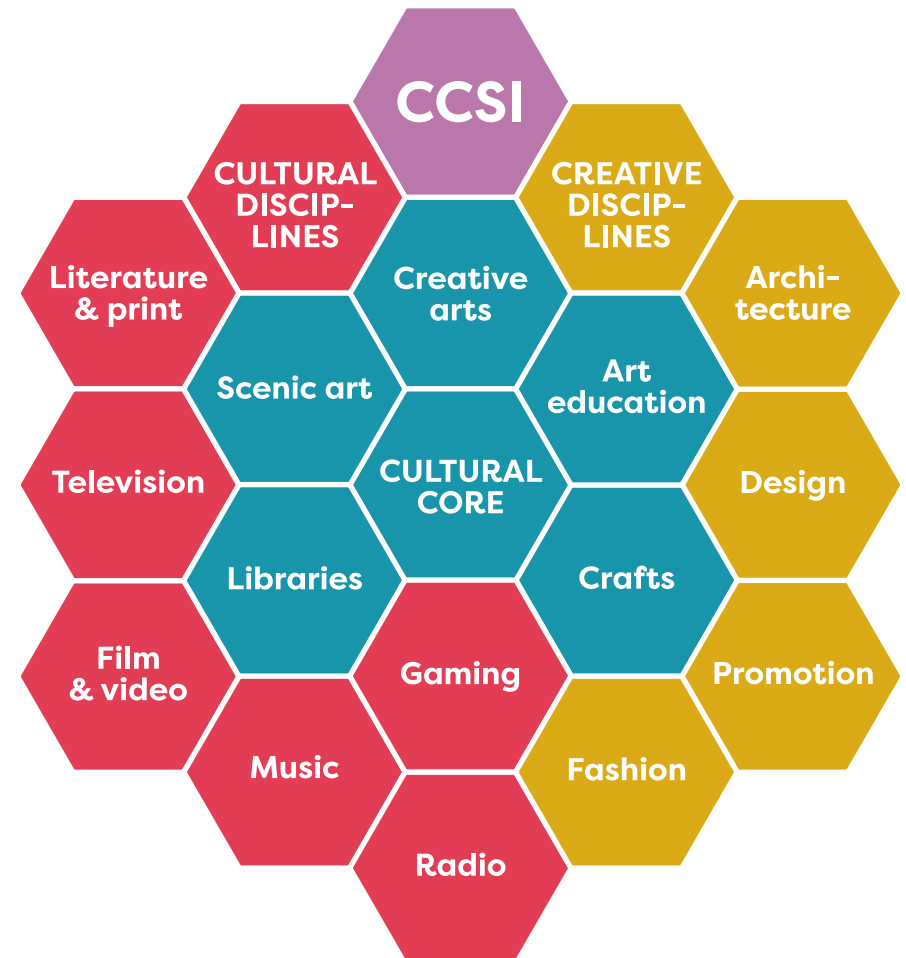 CCSI
CULTURAL
DISCIP-
LINES
CREATIVE
DISCIP-
LINES
Literature
& print
Creative
arts
Archi-
tecture
Scenic art
Art
education
Television
CULTURAL
CORE
Design
Libraries
Crafts
Film
& video
Gaming
Promotion
Music
Fashion
Radio